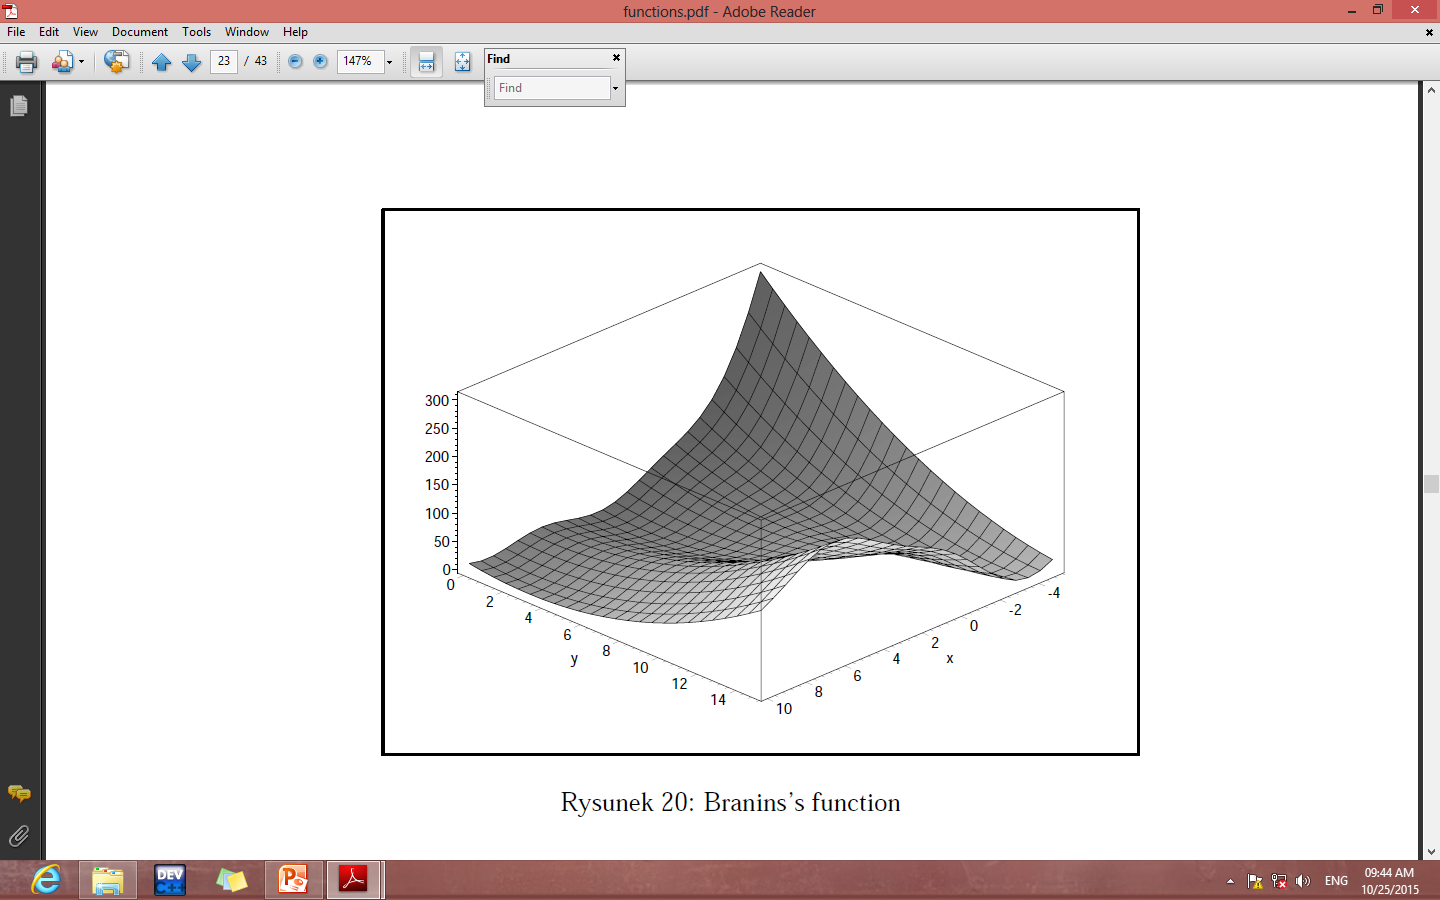 functions.pdf - Adobe Reader
File Edit View Document Tools Window Help
23 / 43 147%
Find
Find
300
250
200
150
100
50
0
0
2
4
6
8
10
12
14
y
10
8
6
4
2
0
-2
-4
x
Rysunek 20: Branins's function
DEV
C++
P
ENG
09:44 AM
10/25/2015